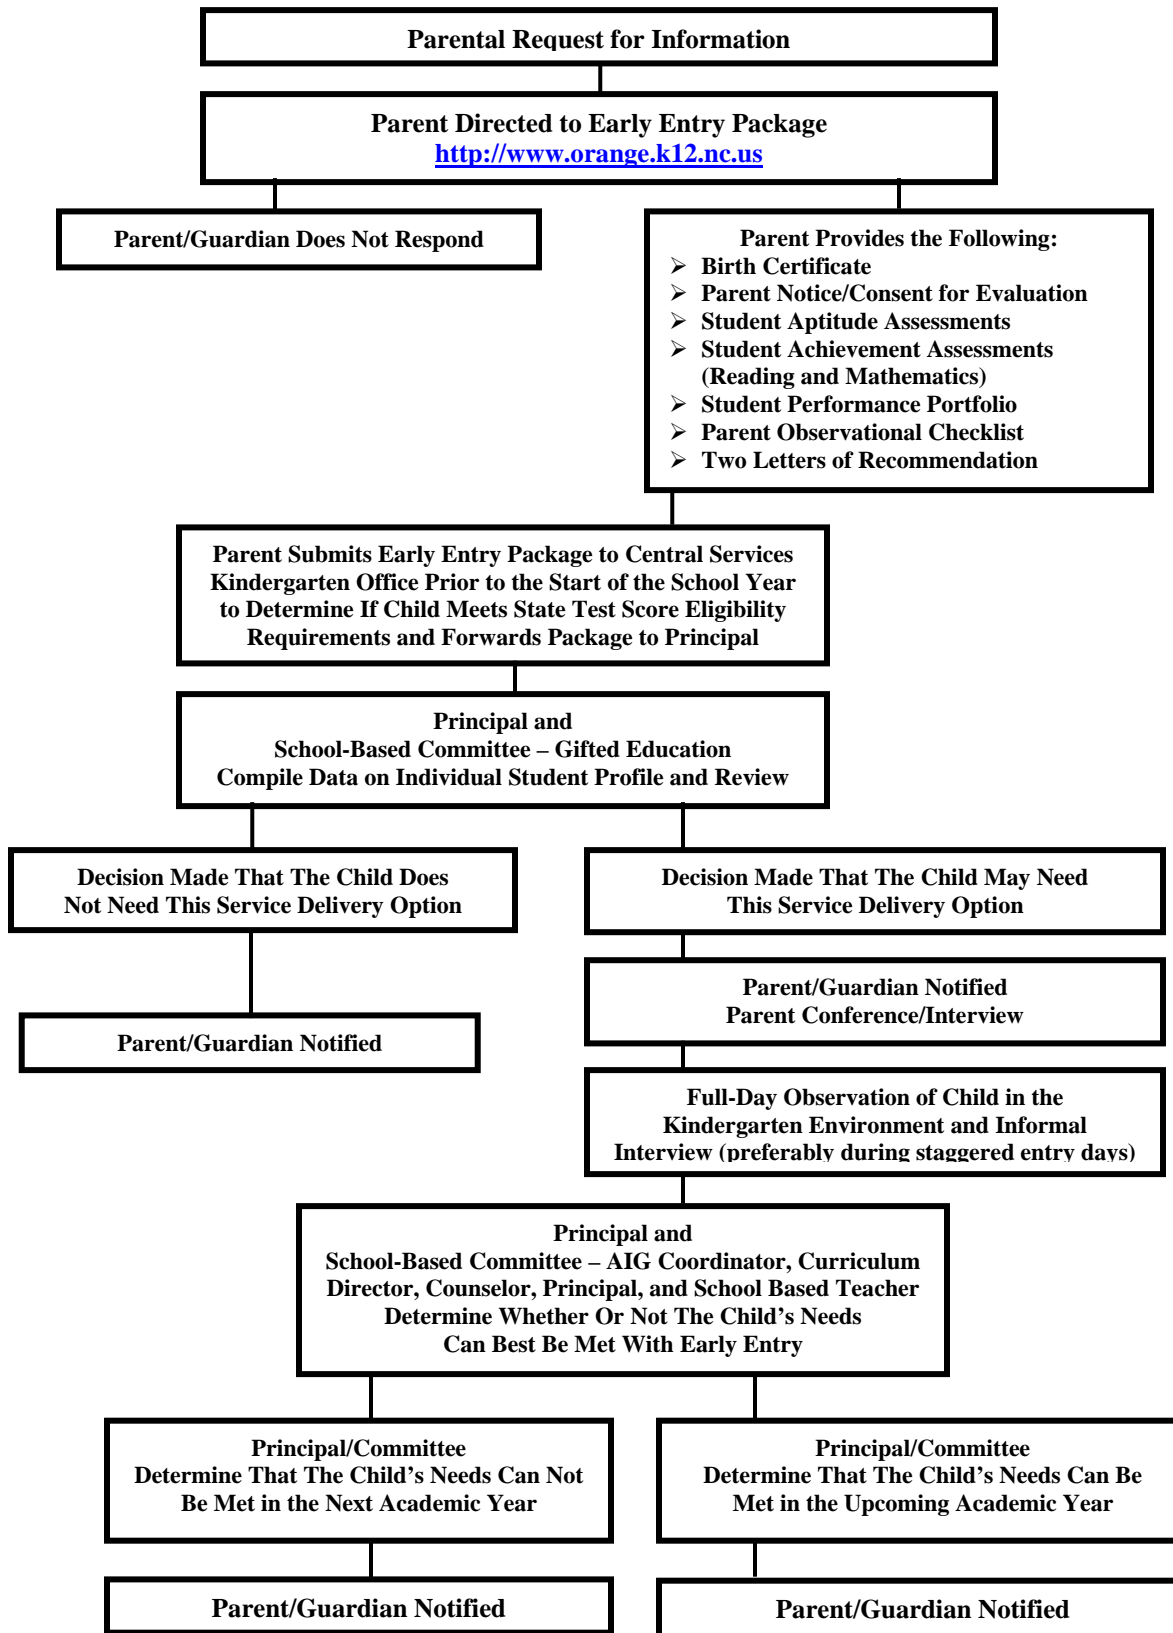 Parental Request for Information
Parent Directed to Early Entry Package
http://www.orange.k12.nc.us
Parent/Guardian Does Not Respond
Parent Provides the Following:
➢ Birth Certificate
➢ Parent Notice/Consent for Evaluation
➢ Student Aptitude Assessments
➢ Student Achievement Assessments
(Reading and Mathematics)
➢ Student Performance Portfolio
➢ Parent Observational Checklist
➢ Two Letters of Recommendation
Parent Submits Early Entry Package to Central Services
Kindergarten Office Prior to the Start of the School Year
to Determine If Child Meets State Test Score Eligibility
Requirements and Forwards Package to Principal
Principal and
School-Based Committee – Gifted Education
Compile Data on Individual Student Profile and Review
Decision Made That The Child Does
Not Need This Service Delivery Option
Parent/Guardian Notified
Decision Made That The Child May Need
This Service Delivery Option
Parent/Guardian Notified
Parent Conference/Interview
Full-Day Observation of Child in the
Kindergarten Environment and Informal
Interview (preferably during staggered entry days)
Principal and
School-Based Committee – AIG Coordinator, Curriculum
Director, Counselor, Principal, and School Based Teacher
Determine Whether Or Not The Child’s Needs
Can Best Be Met With Early Entry
Principal/Committee
Determine That The Child’s Needs Can Not
Be Met in the Next Academic Year
Parent/Guardian Notified
Principal/Committee
Determine That The Child’s Needs Can Be
Met in the Upcoming Academic Year
Parent/Guardian Notified